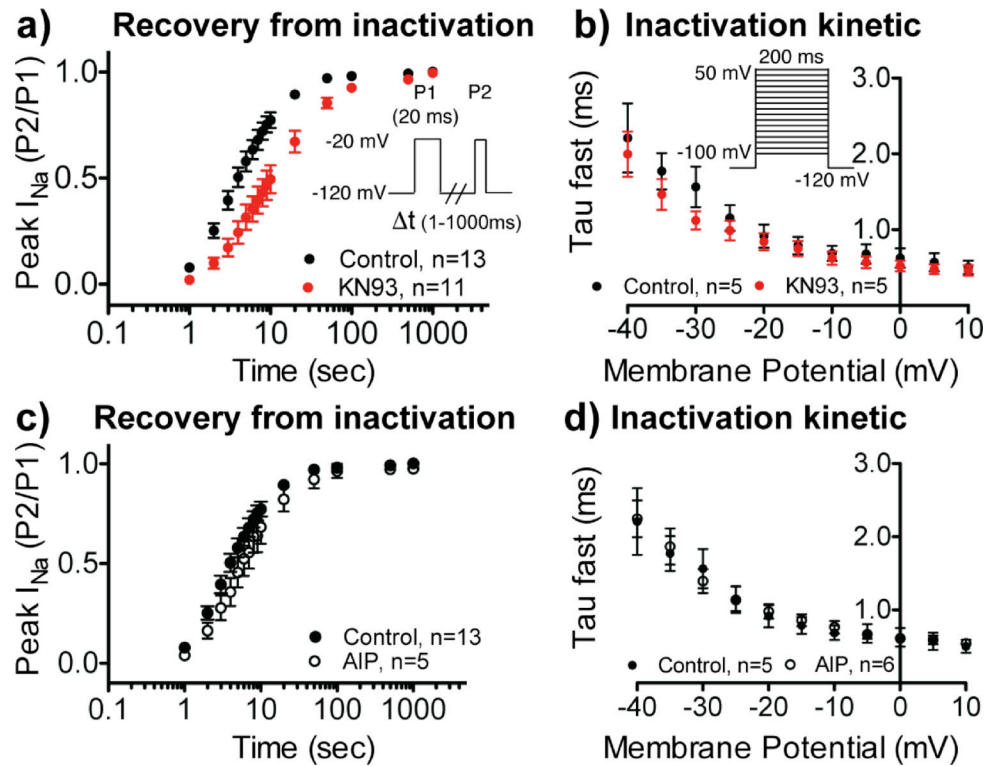 a) Recovery from inactivation
Peak INa (P2/P1)
1.0
0.5
0.0
P1
P2
(20 ms)
-20 mV
-120 mV
Δt (1-1000ms)
Control, n=13
KN93, n=11
0.1 1 10 100 1000
Time (sec)
b) Inactivation kinetic
Tau fast (ms)
200 ms
50 mV
-100 mV
-120 mV
3.0
2.0
1.0
Control, n=5 KN93, n=5
-40 -30 -20 -10 0 10
Membrane Potential (mV)
c) Recovery from inactivation
Peak INa (P2/P1)
1.0
0.5
0.0
Control, n=13
AIP, n=5
0.1 1 10 100 1000
Time (sec)
d) Inactivation kinetic
Tau fast (ms)
3.0
2.0
1.0
Control, n=5 AIP, n=6
-40 -30 -20 -10 0 10
Membrane Potential (mV)